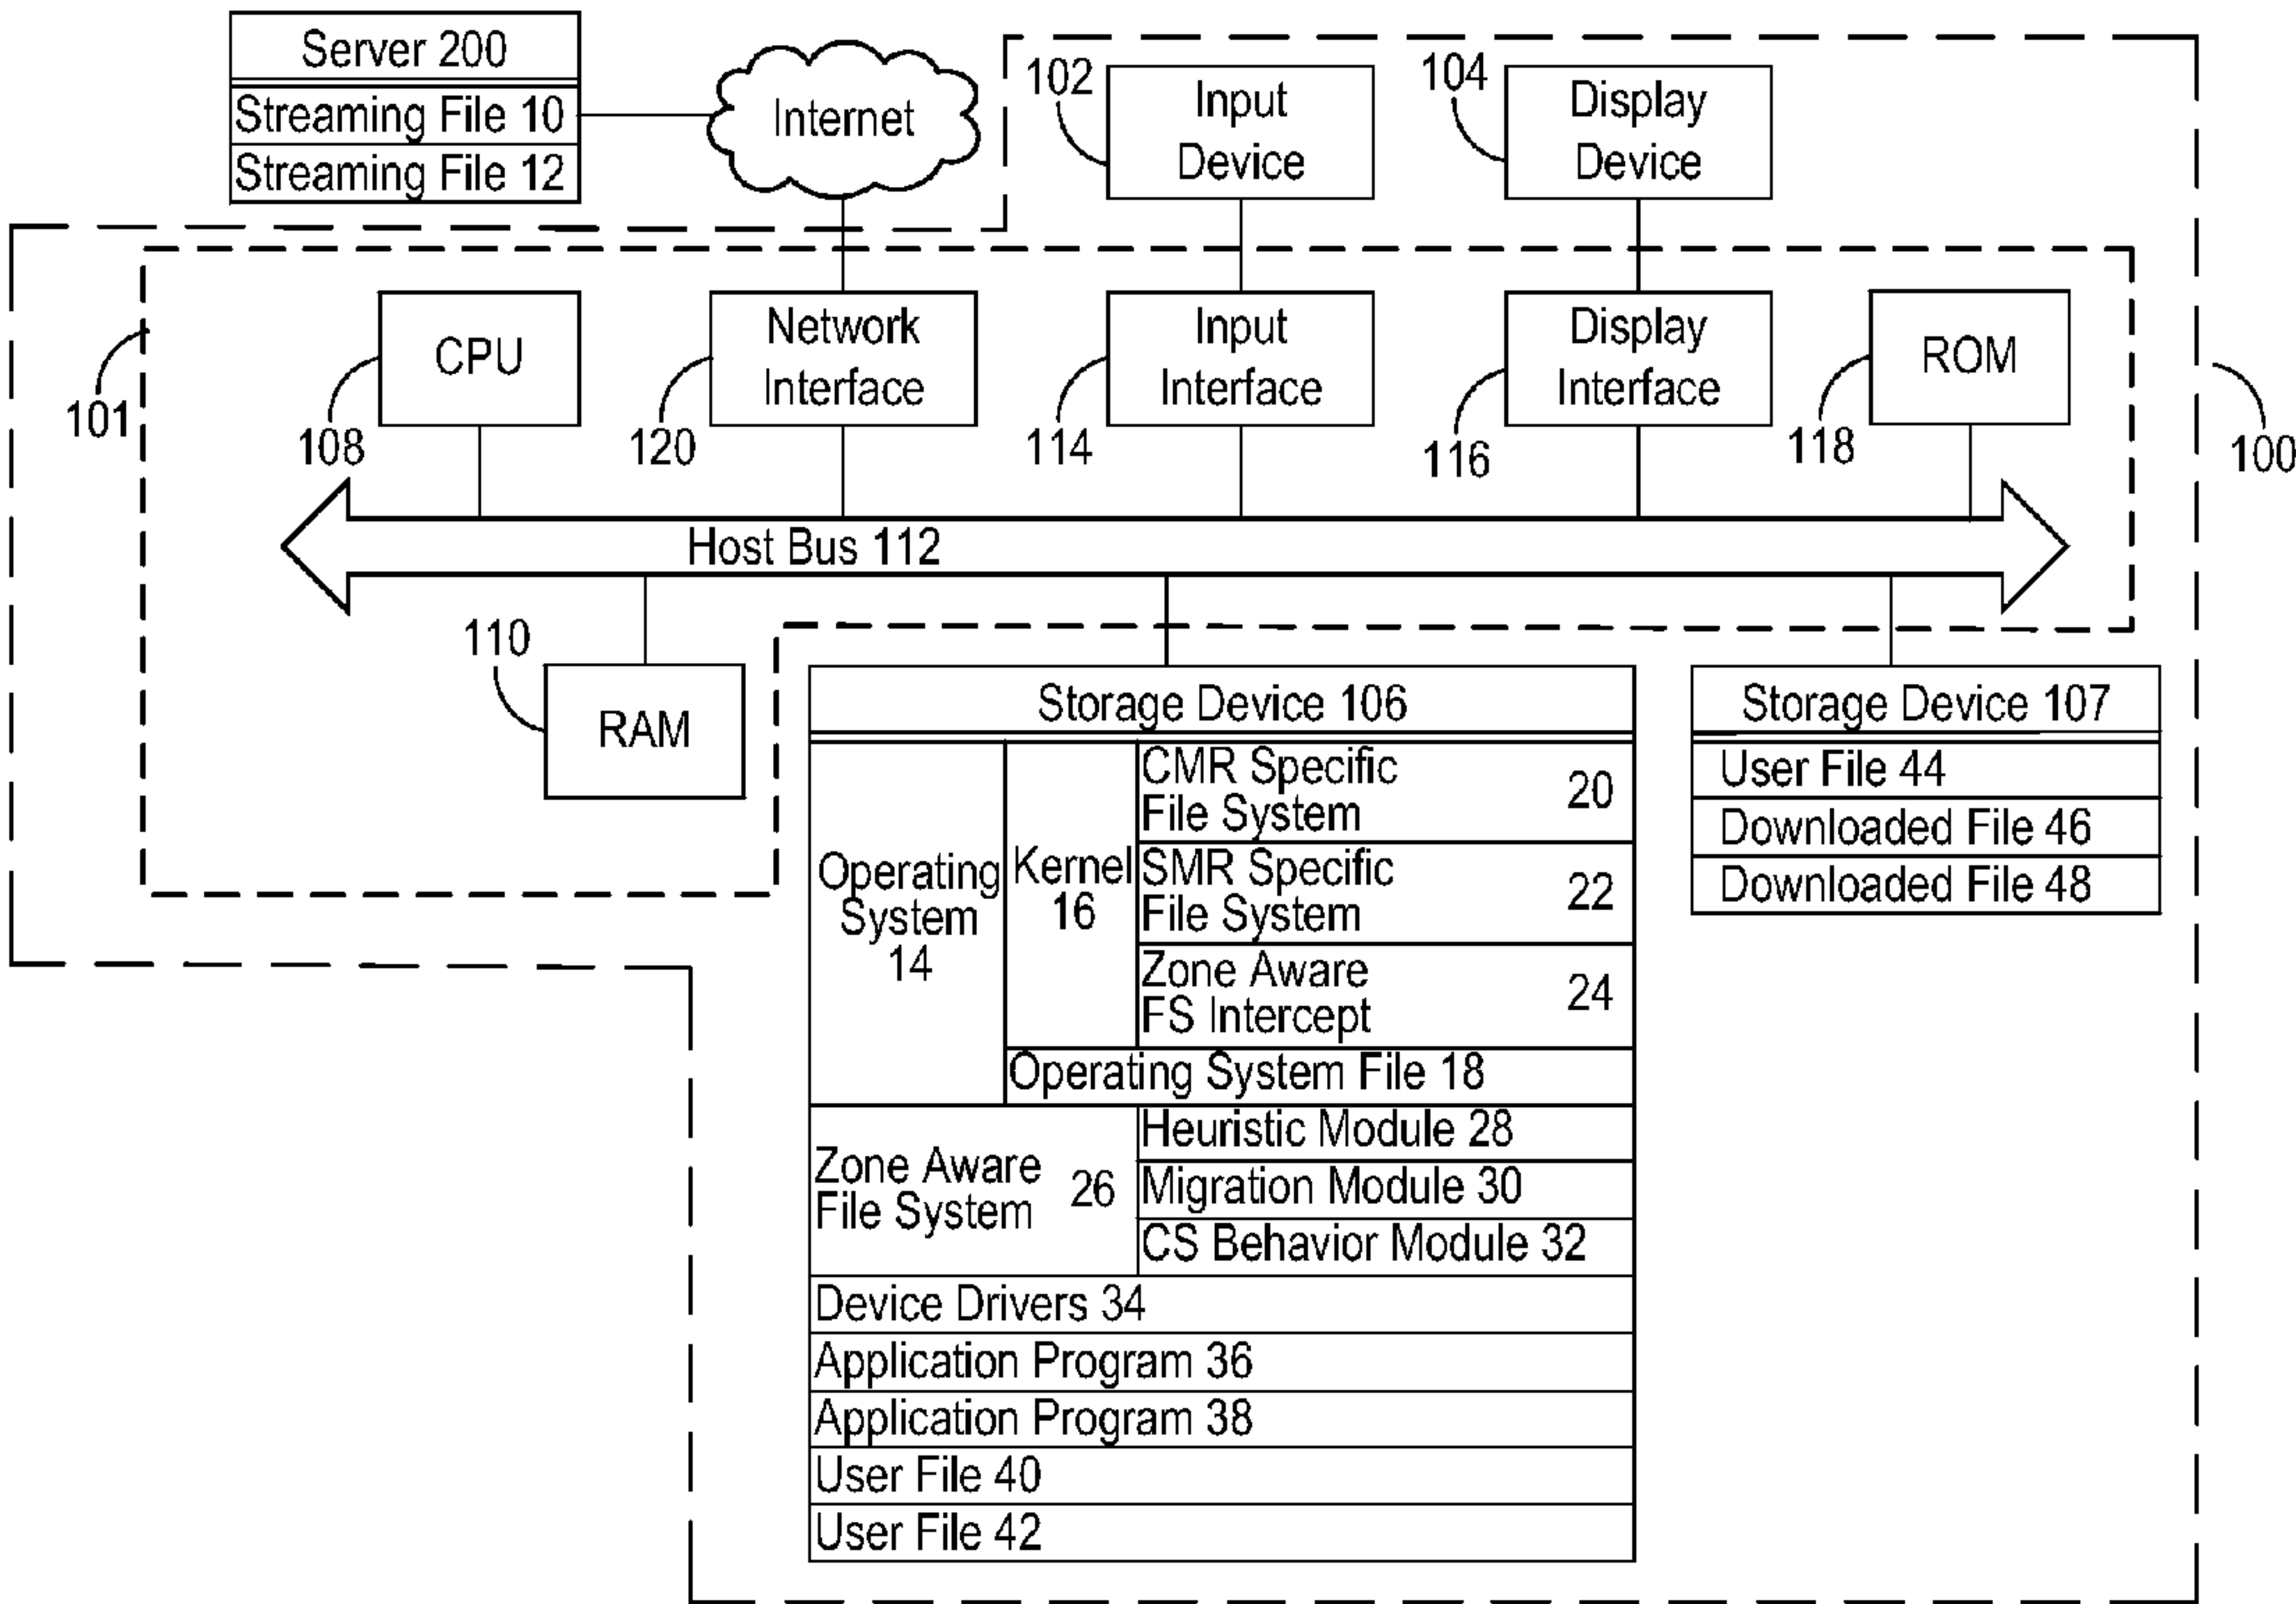 Server 200
Streaming File 10
Streaming File 12
Internet
102
Input
Device
104
Display
Device
101
CPU
108
Network
Interface
120
Input
Interface
114
Display
Interface
116
ROM
118
100
Host Bus 112
110
RAM
Storage Device 106
Operating
System
14
Kernel
16
CMR Specific
File System
20
SMR Specific
File System
22
Zone Aware
FS Intercept
24
Operating System File 18
Zone Aware
File System
26
Heuristic Module 28
Migration Module 30
CS Behavior Module 32
Device Drivers 34
Application Program 36
Application Program 38
User File 40
User File 42
Storage Device 107
User File 44
Downloaded File 46
Downloaded File 48